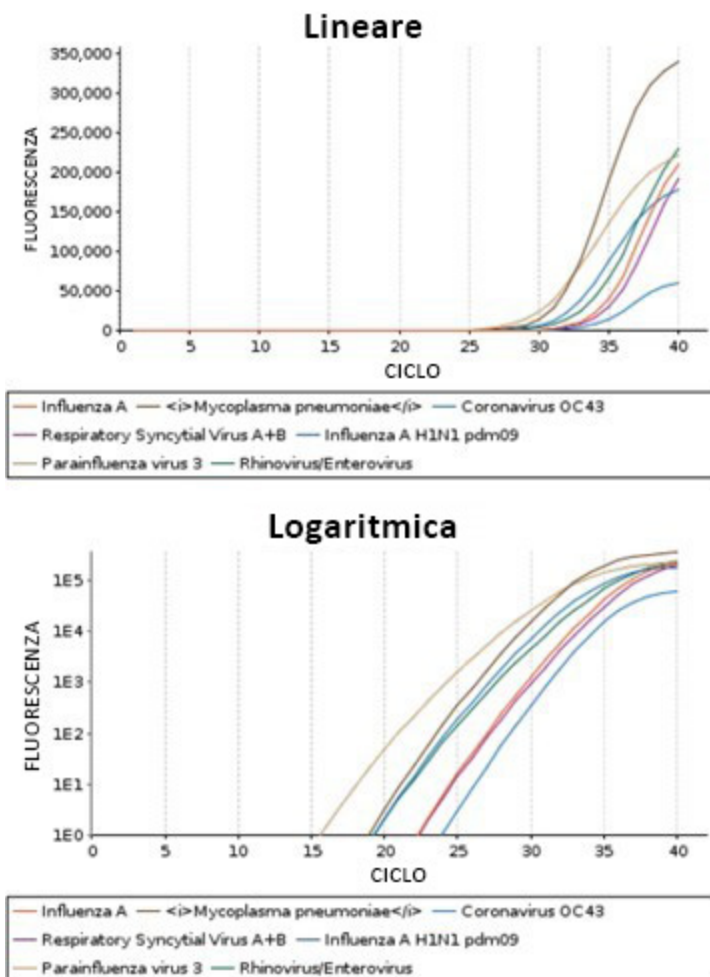 Lineare
350,000
300,000
250,000
200,000
150,000
100,000
50,000
0
FLUORESCENZA
0 5 10 15 20 25 30 35 40
CICLO
Influenza A <i>Mycoplasma pneumoniae</i> Coronavirus OC43
Respiratory Syncytial Virus A+B Influenza A H1N1 pdm09
Parainfluenza virus 3 Rhinovirus/Enterovirus
Logaritmica
1E5
1E4
1E3
1E2
1E1
1E0
FLUORESCENZA
0 5 10 15 20 25 30 35 40
CICLO
Influenza A <i>Mycoplasma pneumoniae</i> Coronavirus OC43
Respiratory Syncytial Virus A+B Influenza A H1N1 pdm09
Parainfluenza virus 3 Rhinovirus/Enterovirus